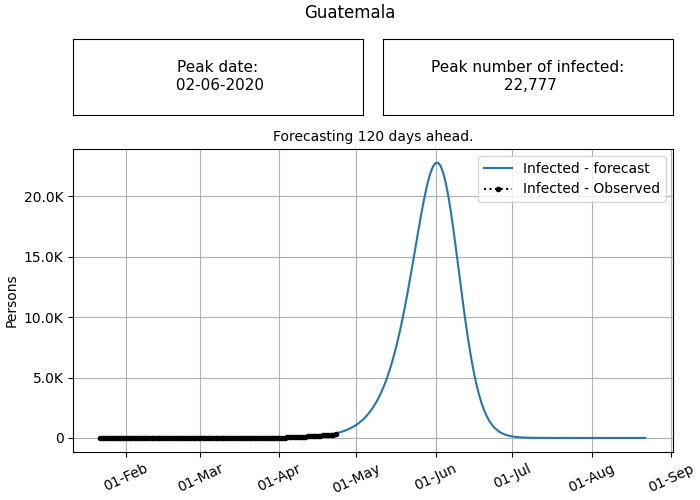 Guatemala
Peak date:
02-06-2020
Peak number of infected:
22,777
Forecasting 120 days ahead.
Infected - forecast
Infected - Observed
Persons
20.0K
15.0K
10.0K
5.0K
0
01-Feb
01-Mar
01-Apr
01-May
01-Jun
01-Jul
01-Aug
01-Sep